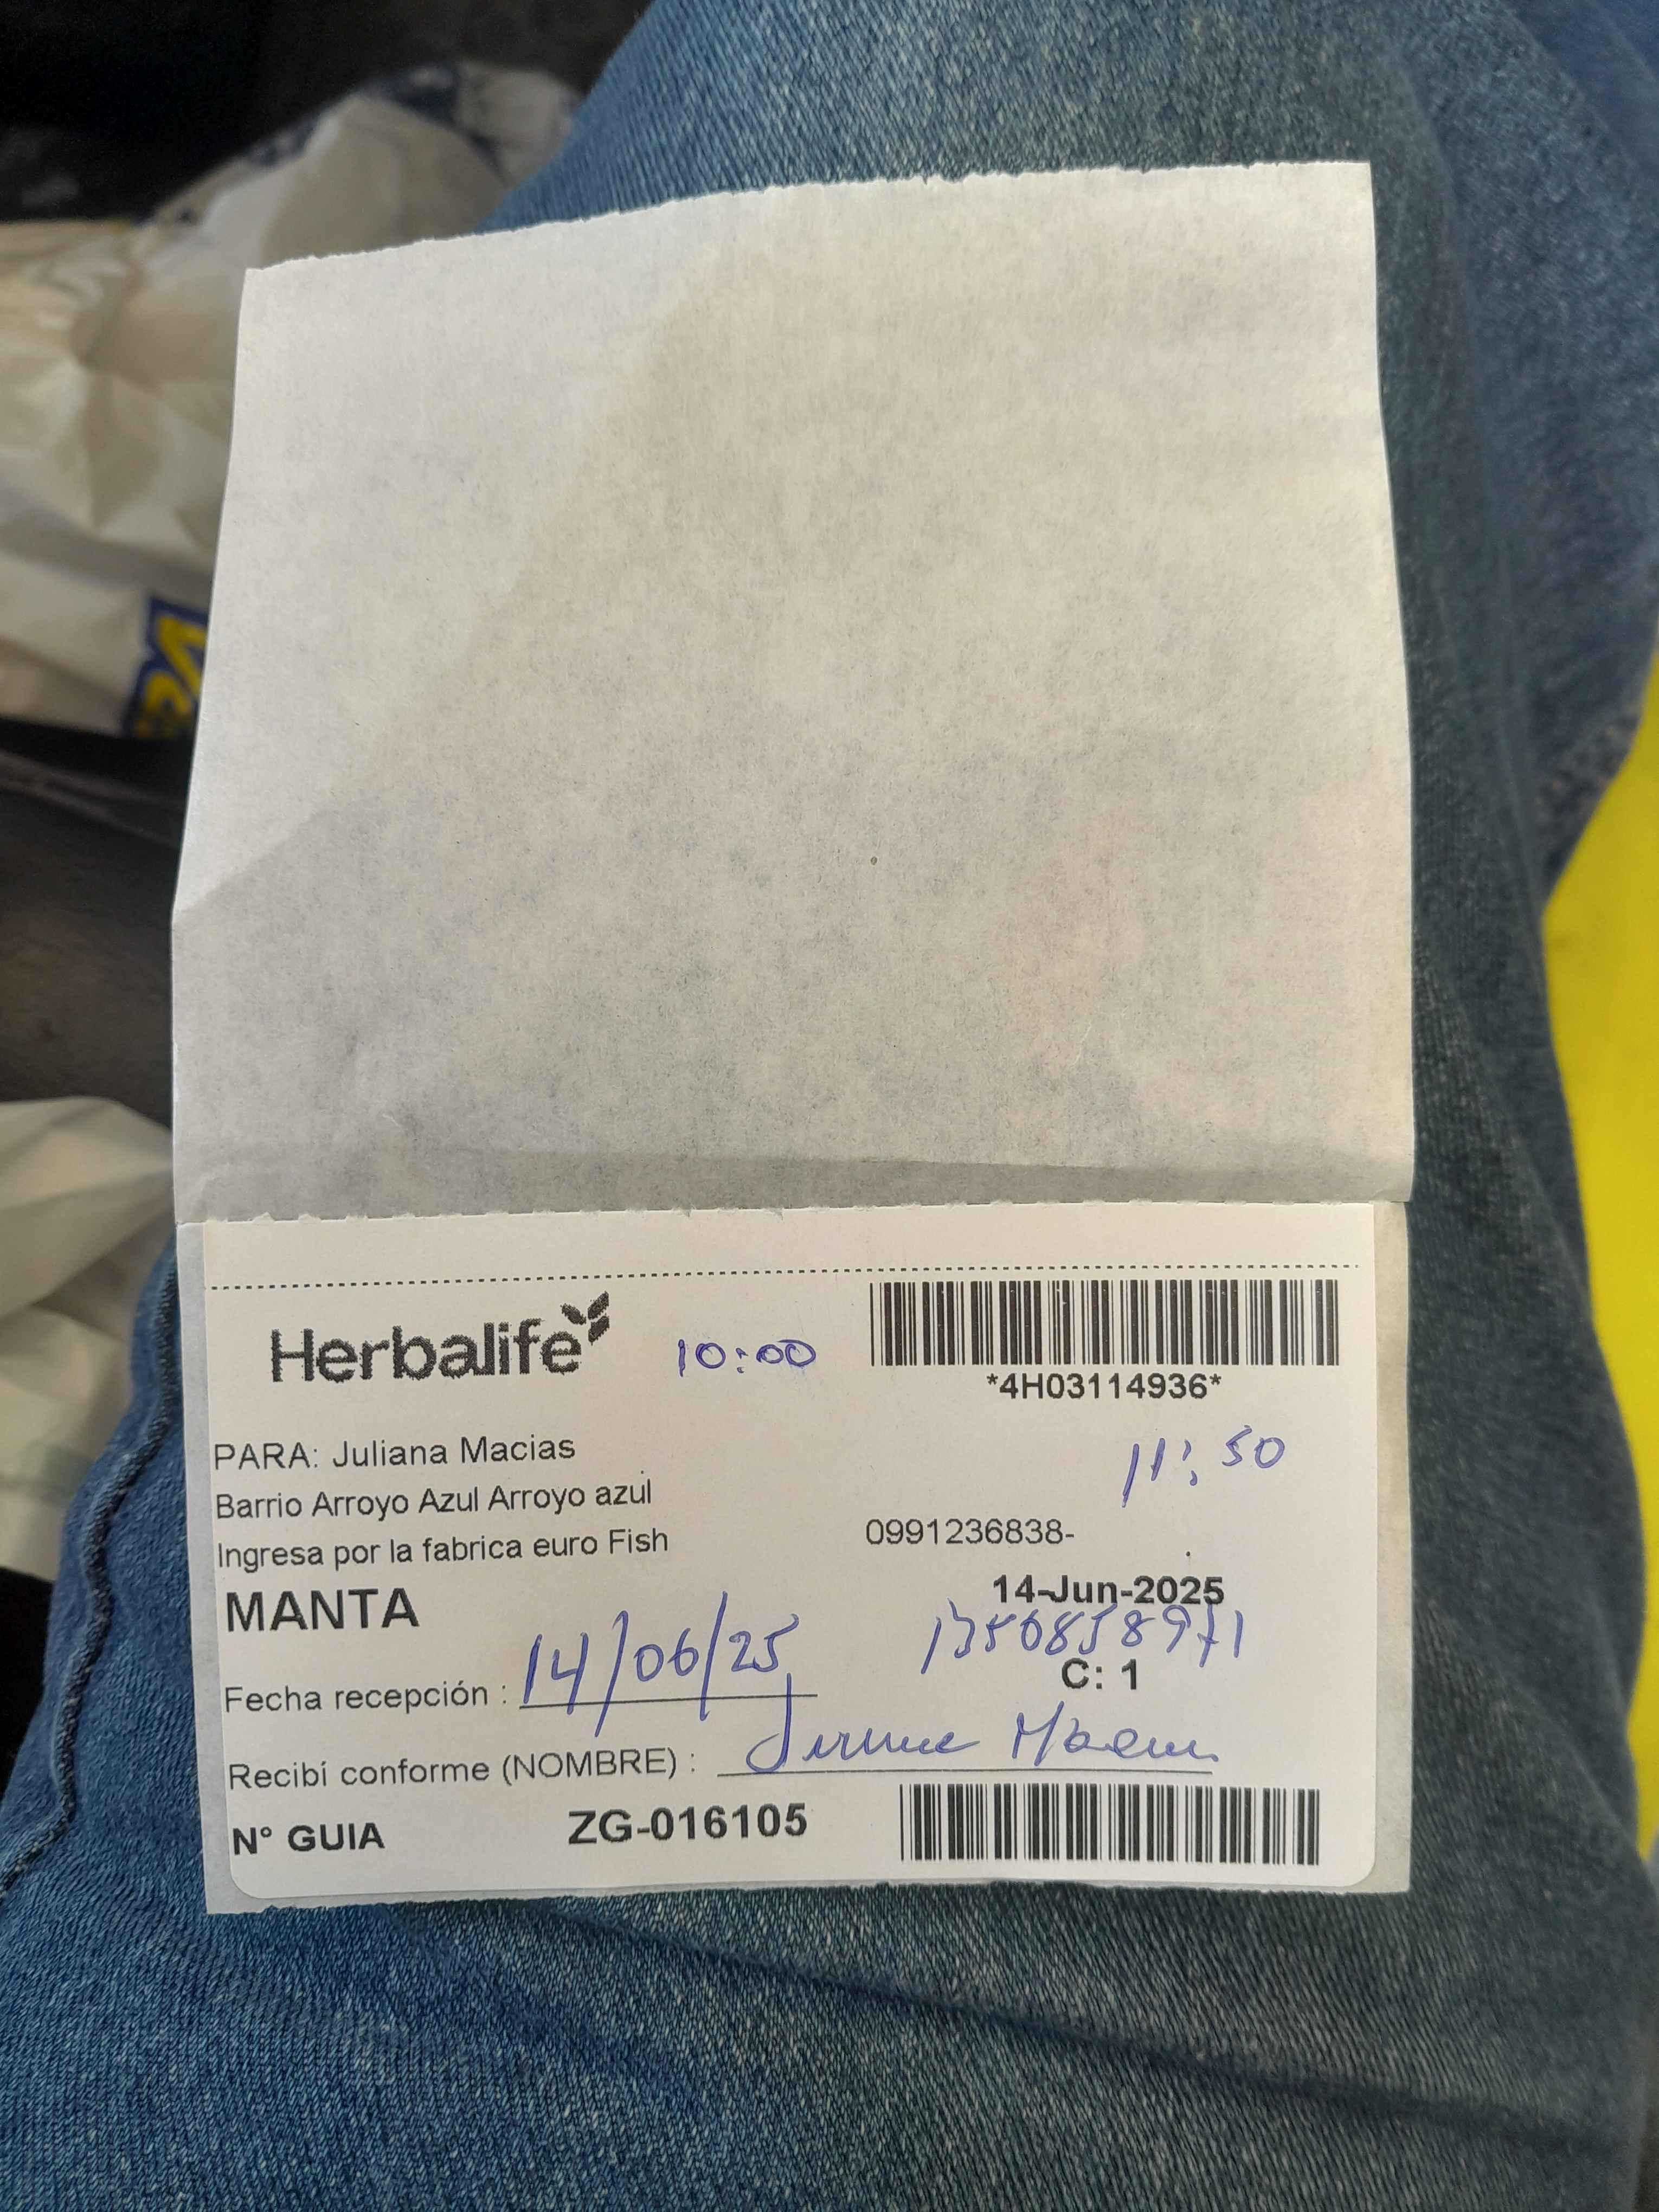 Herbalife
10:00
*4H03114936*
PARA: Juliana Macias
11:50
Barrio Arroyo Azul Arroyo azul
Ingresa por la fabrica euro Fish
0991236838-
MANTA
14-Jun-2025
C: 1
Fecha recepción : 14/06/25
Recibí conforme (NOMBRE) :
N° GUIA ZG-016105